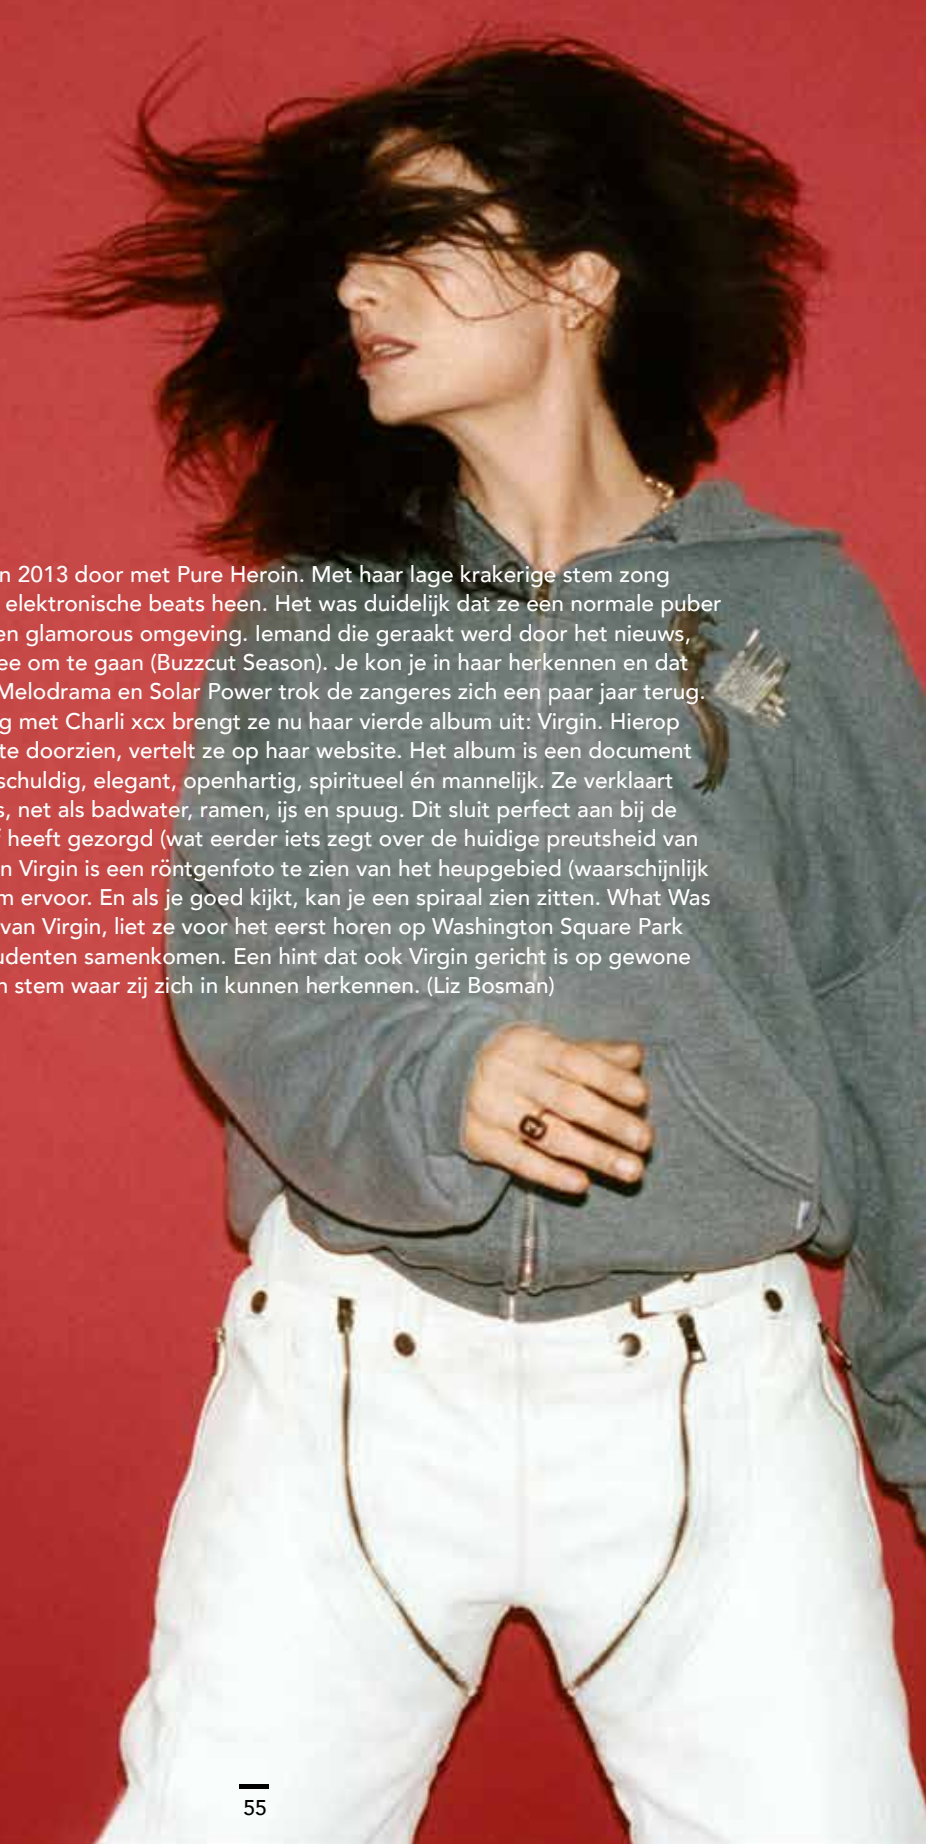 n 2013 door met Pure Heroin. Met haar lage krakerige stem zong
elektronische beats heen. Het was duidelijk dat ze een normale puber
en glamorous omgeving. Iemand die geraakt werd door het nieuws,
ee om te gaan (Buzzcut Season). Je kon je in haar herkennen en dat
Melodrama en Solar Power trok de zangeres zich een paar jaar terug.
g met Charli xcx brengt ze nu haar vierde album uit: Virgin. Hierop
te doorzien, vertelt ze op haar website. Het album is een document
schuldig, elegant, openhartig, spiritueel én mannelijk. Ze verklaart
s, net als badwater, ramen, ijs en spuug. Dit sluit perfect aan bij de
f heeft gezorgd (wat eerder iets zegt over de huidige preutsheid van
n Virgin is een röntgenfoto te zien van het heupgebied (waarschijnlijk
m ervoor. En als je goed kijkt, kan je een spiraal zien zitten. What Was
van Virgin, liet ze voor het eerst horen op Washington Square Park
udenten samenkomen. Een hint dat ook Virgin gericht is op gewone
n stem waar zij zich in kunnen herkennen. (Liz Bosman)
55